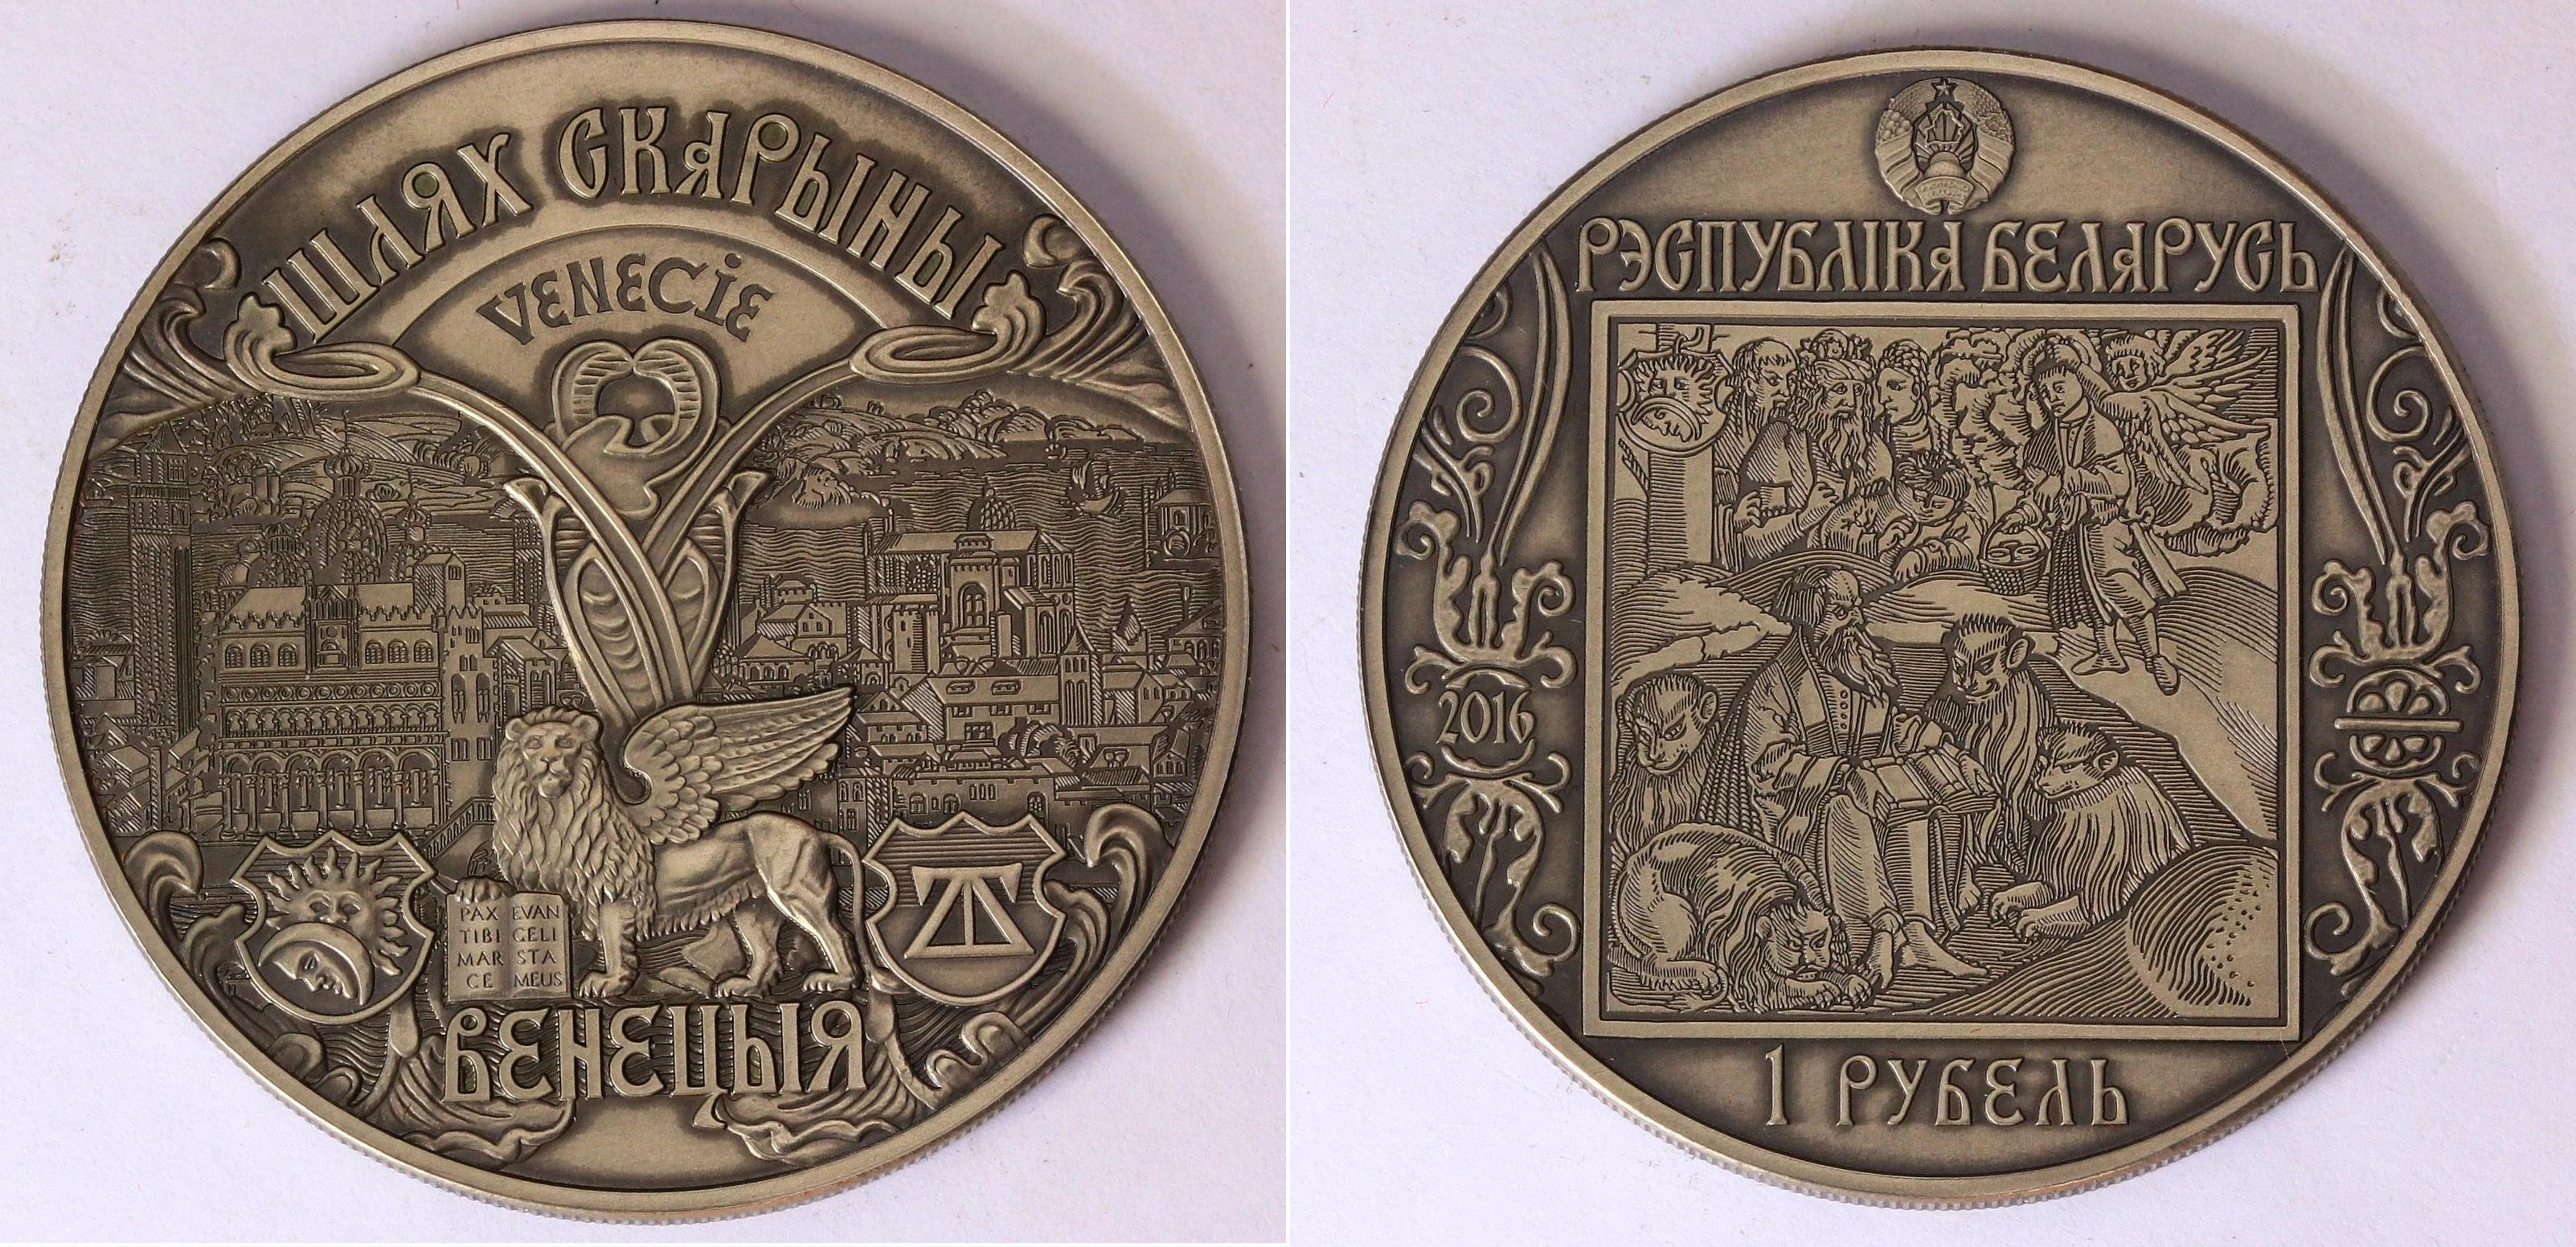 ШЛЯХ СКАРЫНЫ
VENECIE
PAX EVAN
TIBI GELI
MAR STA
CE MEUS
ВЕНЕЦЫЯ
РЭСПУБЛІКА БЕЛАРУСЬ
2016
1 РУБЕЛЬ